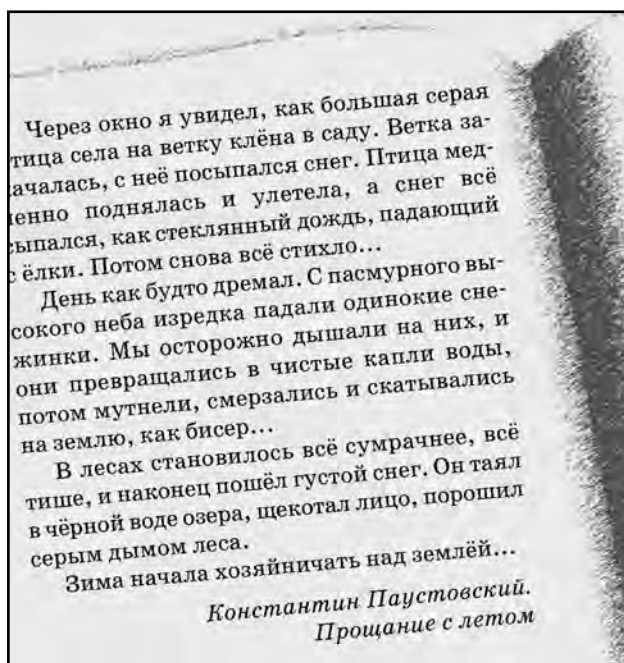 Через окно я увидел, как большая серая
тица села на ветку клёна в саду. Ветка за-
качалась, с неё посыпался снег. Птица мед-
ленно поднялась и улетела, а снег всё
сыпался, как стеклянный дождь, падающий
с ёлки. Потом снова всё стихло...
День как будто дремал. С пасмурного вы-
сокого неба изредка падали одинокие сне-
жинки. Мы осторожно дышали на них, и
они превращались в чистые капли воды,
потом мутнели, смерзались и скатывались
на землю, как бисер...
В лесах становилось всё сумрачнее, всё
тише, и наконец пошёл густой снег. Он таял
в чёрной воде озера, щекотал лицо, порошил
серым дымом леса.
Зима начала хозяйничать над землёй...
Константин Паустовский.
Прощание с летом